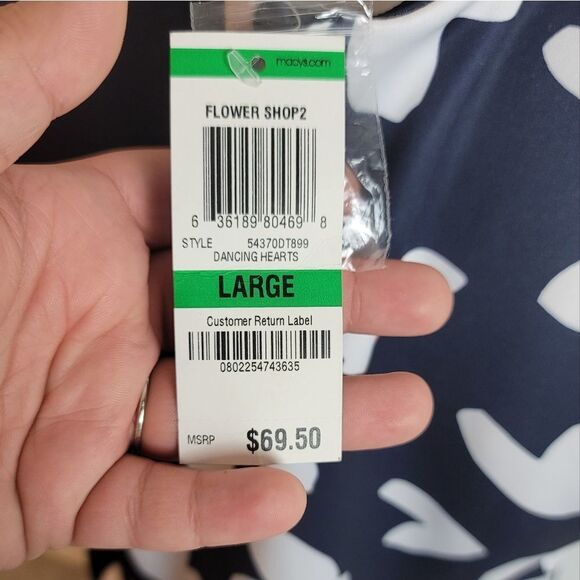 macys.com
FLOWER SHOP2
6 36189 80469 8
STYLE 54370DT899
DANCING HEARTS
LARGE
Customer Return Label
0802254743635
MSRP $69.50